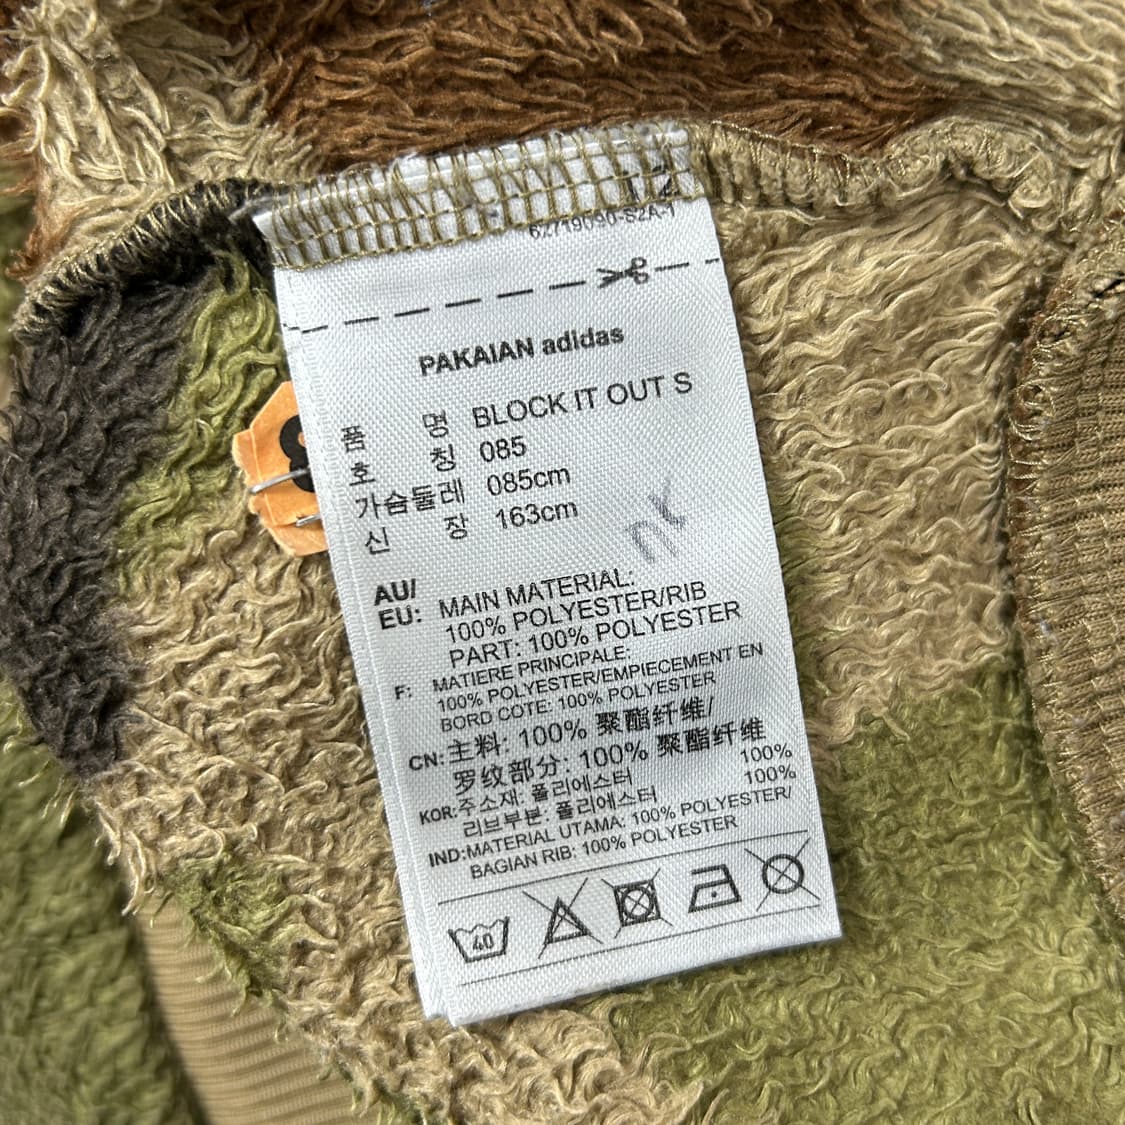 62719090-S2A-1
PAKAIAN adidas
품 명 BLOCK IT OUT S
호 칭 085
가슴둘레 085cm
신 장 163cm
AU/
EU: MAIN MATERIAL:
100% POLYESTER/RIB
PART: 100% POLYESTER
F: MATIERE PRINCIPALE:
100% POLYESTER/EMPIECEMENT EN
BORD COTE: 100% POLYESTER
CN: 主料: 100% 聚酯纤维/
罗纹部分: 100% 聚酯纤维
KOR: 주소재: 폴리에스터 100%
리브부분: 폴리에스터 100%
IND: MATERIAL UTAMA: 100% POLYESTER/
BAGIAN RIB: 100% POLYESTER
40